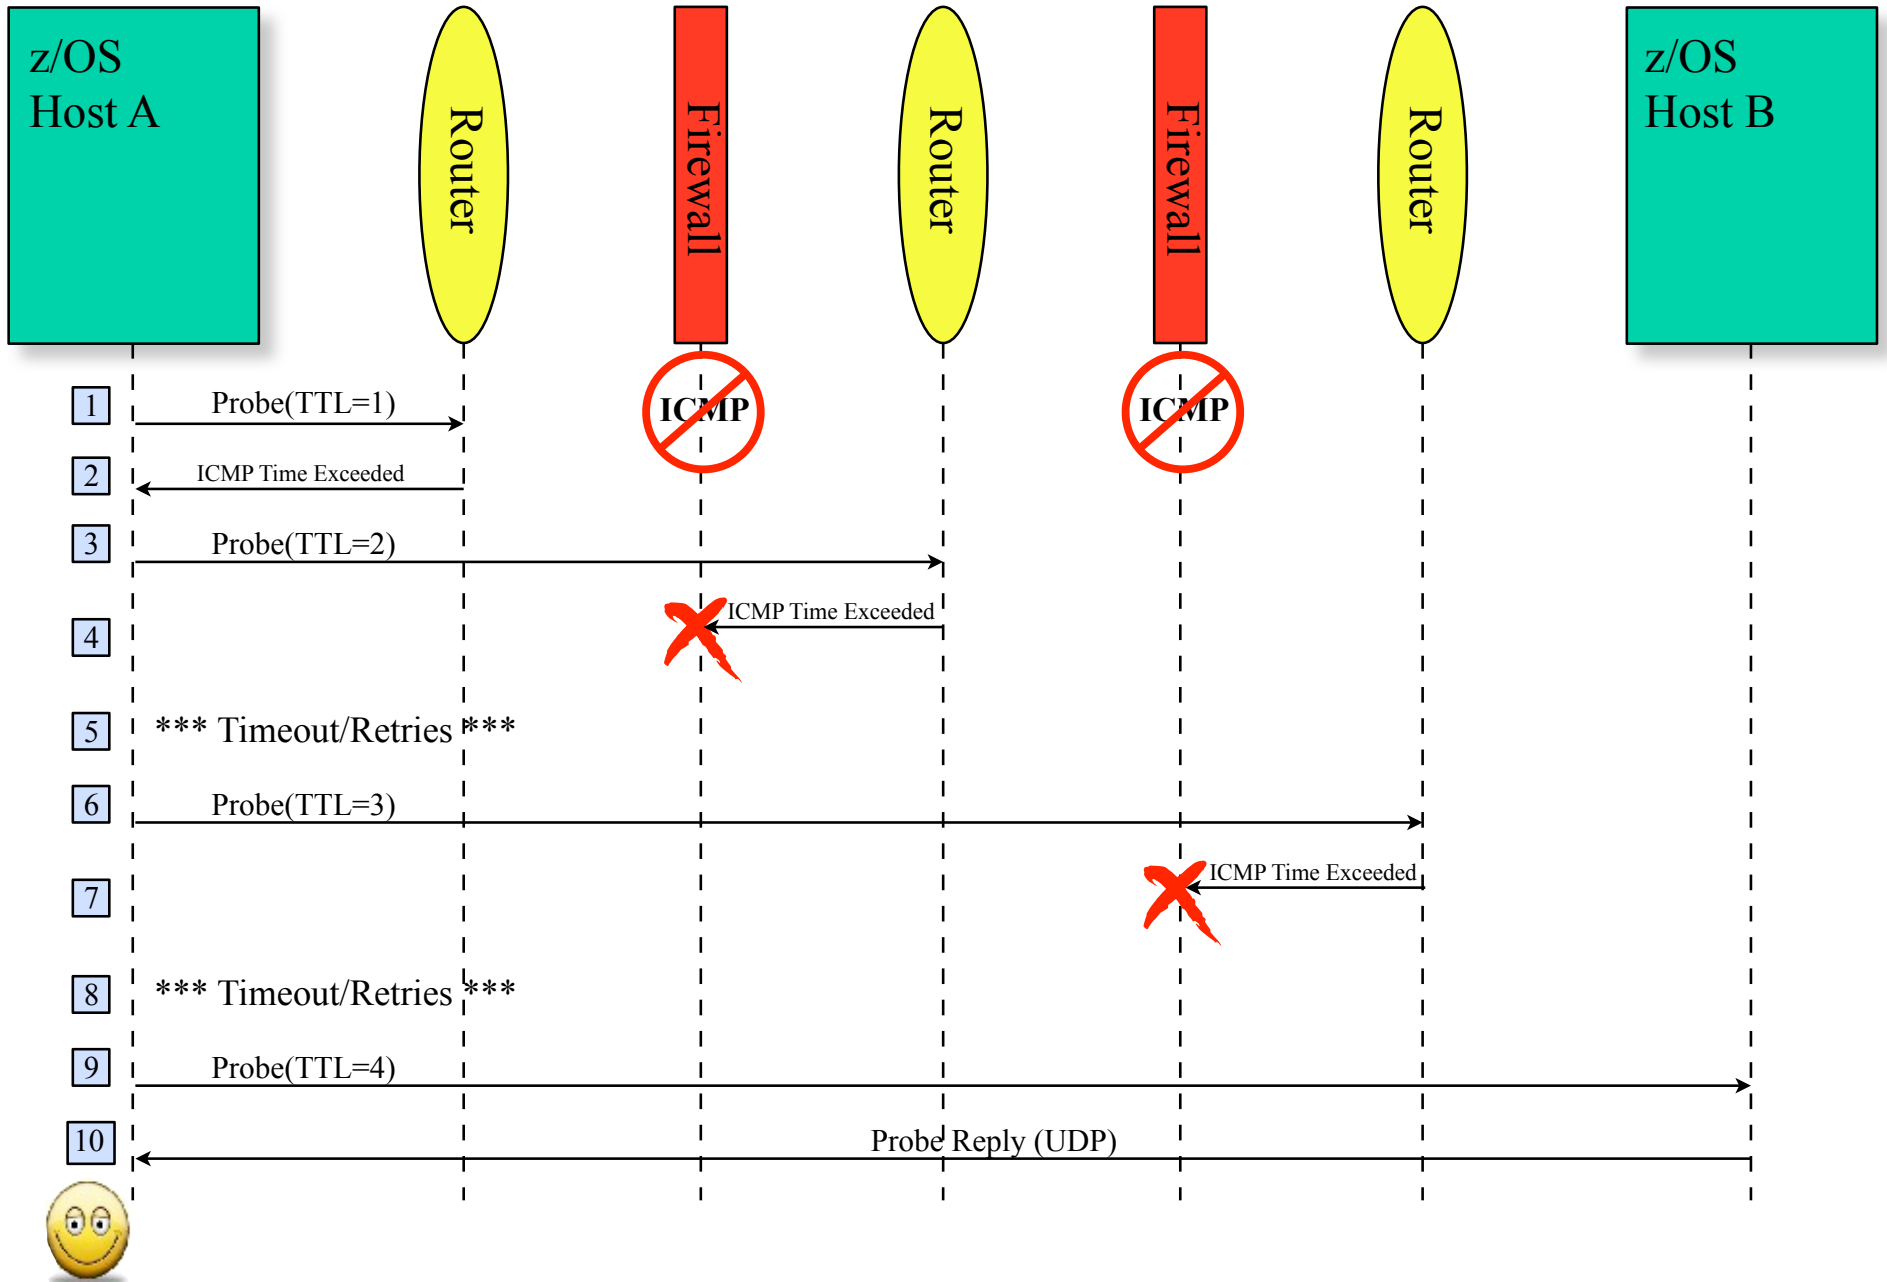 z/OS
Host A
Router
Firewall
Router
Firewall
Router
z/OS
Host B
ICMP
ICMP
1
Probe(TTL=1)
2
ICMP Time Exceeded
3
Probe(TTL=2)
4
ICMP Time Exceeded
5
*** Timeout/Retries ***
6
Probe(TTL=3)
7
ICMP Time Exceeded
8
*** Timeout/Retries ***
9
Probe(TTL=4)
10
Probe Reply (UDP)